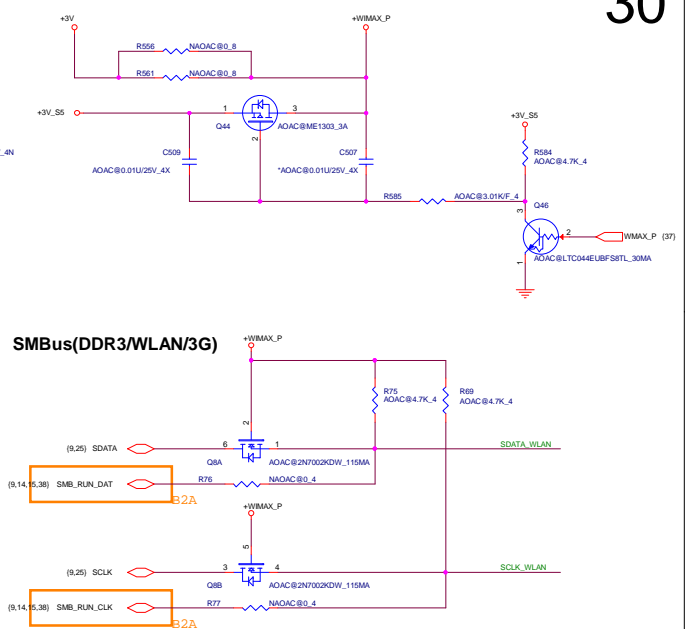 30
+3V
+WIMAX_P
R556
NAOAC@0_8
R561
NAOAC@0_8
+3V_S5
1
3
Q44
AOAC@ME1303_3A
2
+3V_S5
_4N
C509
AOAC@0.01U/25V_4X
C507
*AOAC@0.01U/25V_4X
R584
AOAC@4.7K_4
R585
AOAC@3.01K/F_4
Q46
3
2
WMAX_P (37)
1
AOAC@LTC044EUBFS8TL_30MA
SMBus(DDR3/WLAN/3G)
+WIMAX_P
R75
AOAC@4.7K_4
R69
AOAC@4.7K_4
2
(9,25) SDATA
6
1
SDATA_WLAN
Q8A
AOAC@2N7002KDW_115MA
(9,14,15,38) SMB_RUN_DAT
R76
NAOAC@0_4
B2A
+WIMAX_P
5
(9,25) SCLK
3
4
SCLK_WLAN
Q8B
AOAC@2N7002KDW_115MA
(9,14,15,38) SMB_RUN_CLK
R77
NAOAC@0_4
B2A